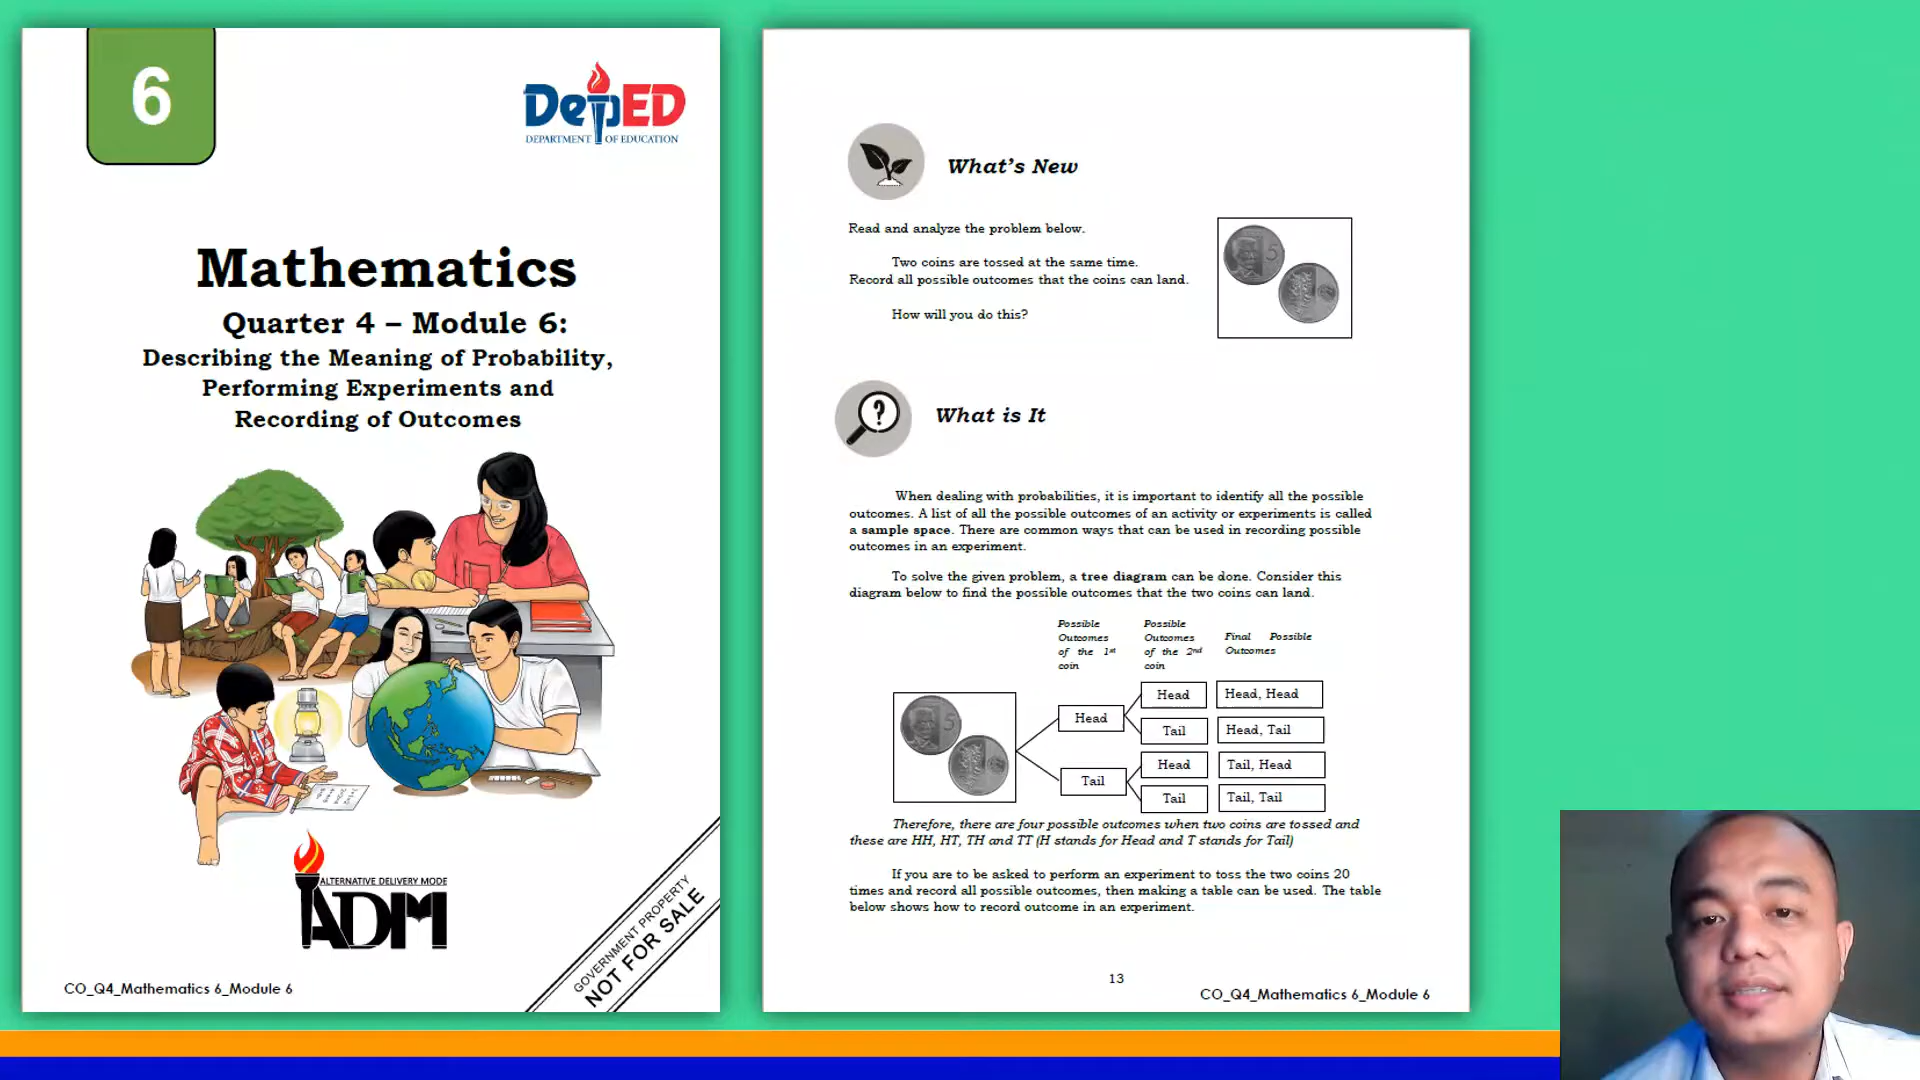 6
DepED
DEPARTMENT OF EDUCATION
Mathematics
Quarter 4 – Module 6:
Describing the Meaning of Probability,
Performing Experiments and
Recording of Outcomes
ALTERNATIVE DELIVERY MODE
ADM
GOVERNMENT PROPERTY
NOT FOR SALE
CO_Q4_Mathematics 6_Module 6
What's New
Read and analyze the problem below.
Two coins are tossed at the same time.
Record all possible outcomes that the coins can land.
How will you do this?
5
What is It
When dealing with probabilities, it is important to identify all the possible
outcomes. A list of all the possible outcomes of an activity or experiments is called
a sample space. There are common ways that can be used in recording possible
outcomes in an experiment.
To solve the given problem, a tree diagram can be done. Consider this
diagram below to find the possible outcomes that the two coins can land.
Possible
Outcomes
of the 1st
coin
Possible
Outcomes
of the 2nd
coin
Final Possible
Outcomes
5
Head
Head
Head, Head
Tail
Head, Tail
Tail
Head
Tail, Head
Tail
Tail, Tail
Therefore, there are four possible outcomes when two coins are tossed and
these are HH, HT, TH and TT (H stands for Head and T stands for Tail)
If you are to be asked to perform an experiment to toss the two coins 20
times and record all possible outcomes, then making a table can be used. The table
below shows how to record outcome in an experiment.
13
CO_Q4_Mathematics 6_Module 6